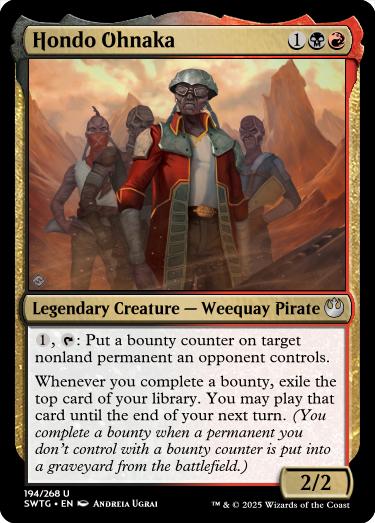 Hondo Ohnaka 1
Legendary Creature — Weequay Pirate
1, : Put a bounty counter on target
nonland permanent an opponent controls.
Whenever you complete a bounty, exile the
top card of your library. You may play that
card until the end of your next turn. (You
complete a bounty when a permanent you
don't control with a bounty counter is put into
a graveyard from the battlefield.)
2/2
194/268 U
SWTG • EN Andreia Ugrai
™ & © 2025 Wizards of the Coast